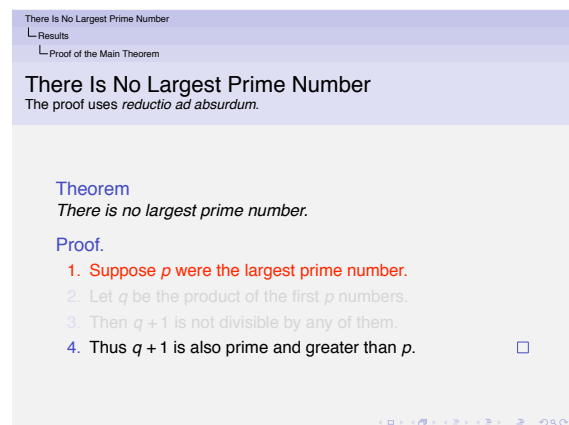 There Is No Largest Prime Number
Results
Proof of the Main Theorem
There Is No Largest Prime Number
The proof uses reductio ad absurdum.
Theorem
There is no largest prime number.
Proof.
1. Suppose p were the largest prime number.
2. Let q be the product of the first p numbers.
3. Then q + 1 is not divisible by any of them.
4. Thus q + 1 is also prime and greater than p. □